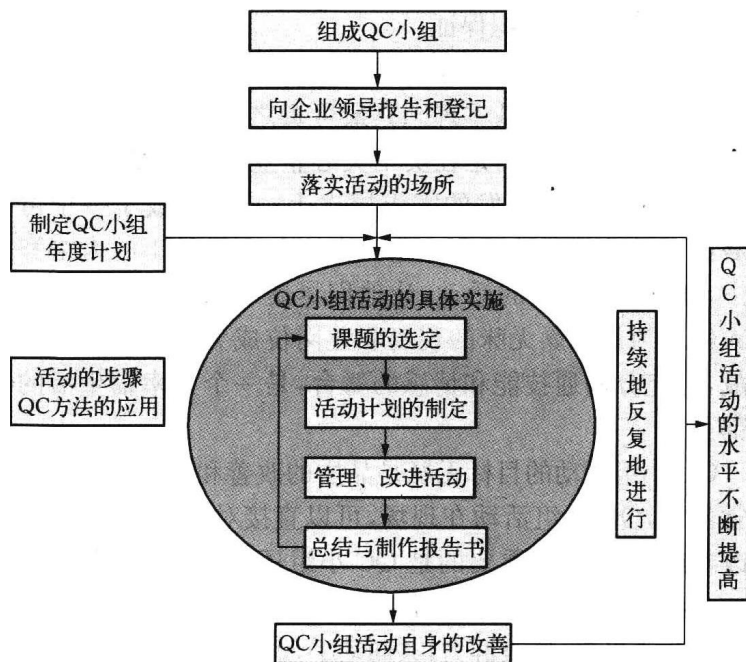 组成QC小组
向企业领导报告和登记
落实活动的场所
制定QC小组
年度计划
QC小组活动的具体实施
课题的选定
活动的步骤
QC方法的应用
活动计划的制定
管理、改进活动
总结与制作报告书
持续地反复地进行
QC小组活动的水平不断提高
QC小组活动自身的改善